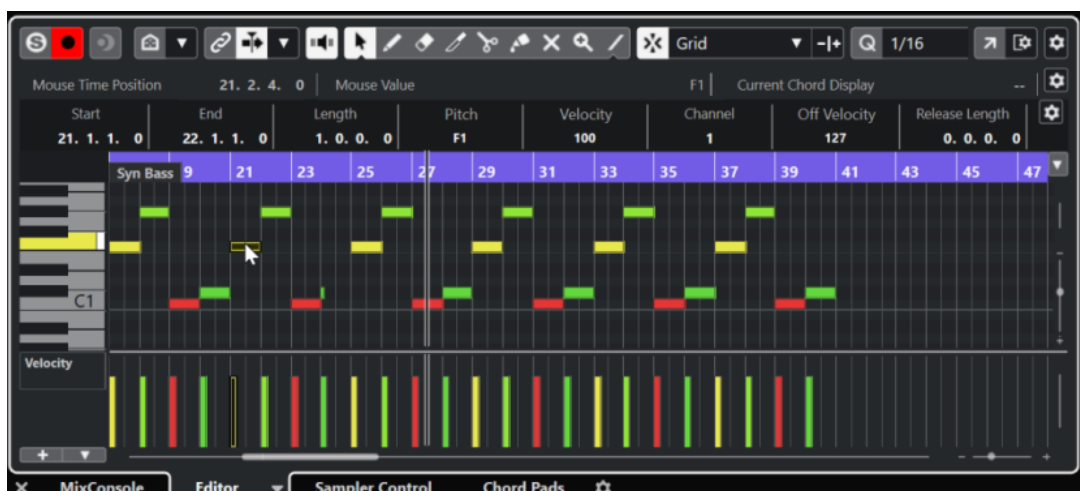 S Grid Q 1/16
Mouse Time Position 21. 2. 4. 0 Mouse Value F1 Current Chord Display --
Start End Length Pitch Velocity Channel Off Velocity Release Length
21. 1. 1. 0 22. 1. 1. 0 1. 0. 0. 0 F1 100 1 127 0. 0. 0. 0
Syn Bass 9 21 23 25 27 29 31 33 35 37 39 41 43 45 47
C1
Velocity
MixConsole Editor Sampler Control Chord Pads